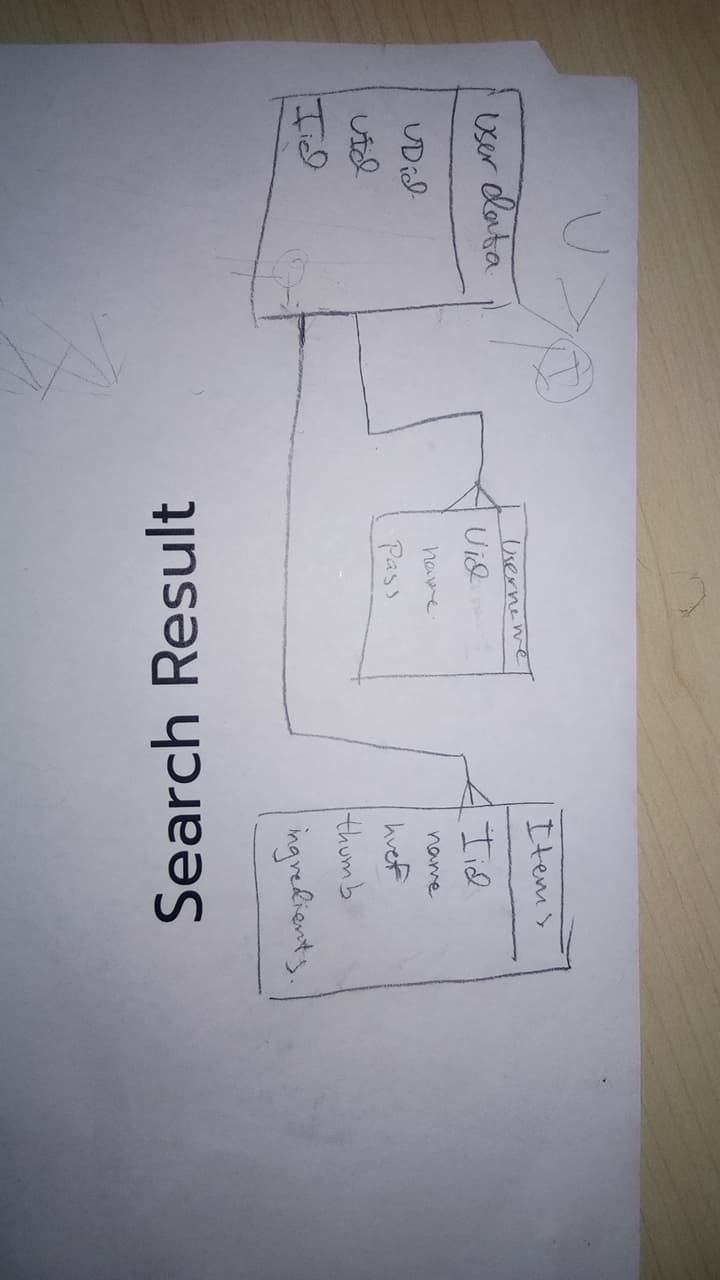 User data
UDid
UId
Iid
Username
Uid
name
Pass
Items
Iid
name
href
thumb
ingredients.
Search Result